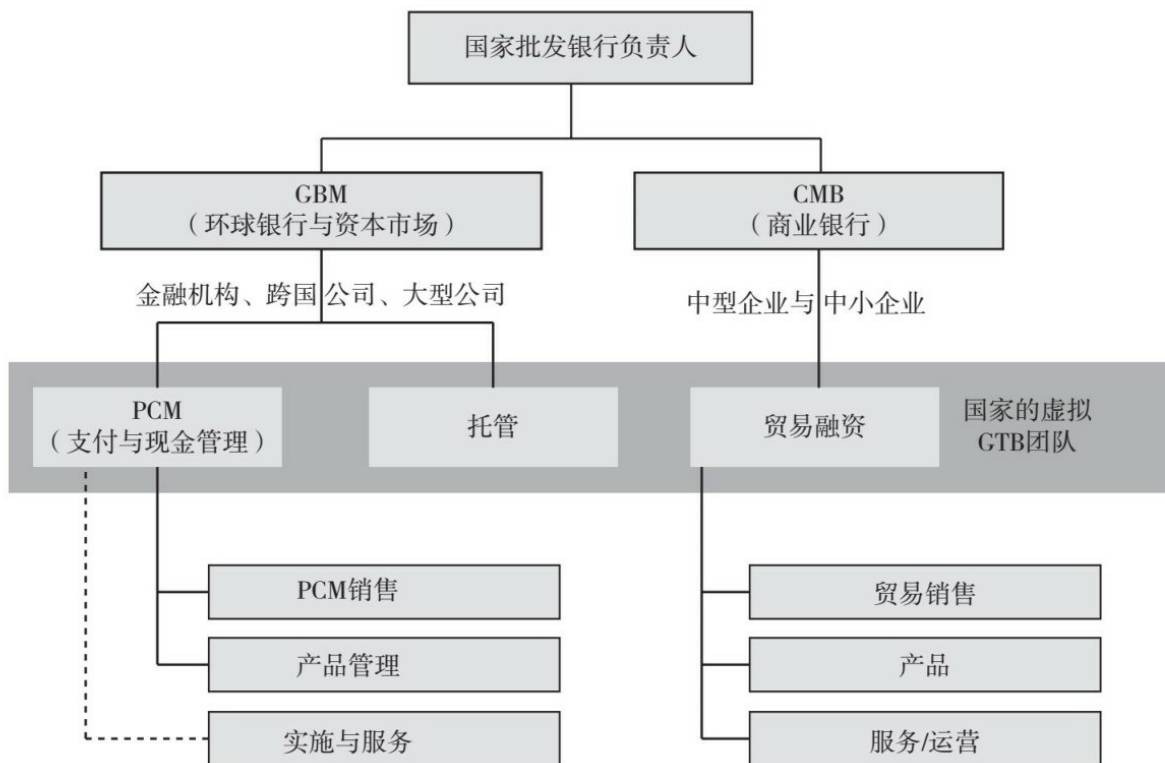 国家批发银行负责人
GBM
（环球银行与资本市场）
CMB
（商业银行）
金融机构、跨国公司、大型公司
中型企业与中小企业
PCM
（支付与现金管理）
托管
贸易融资
国家的虚拟
GTB团队
PCM销售
产品管理
实施与服务
贸易销售
产品
服务/运营